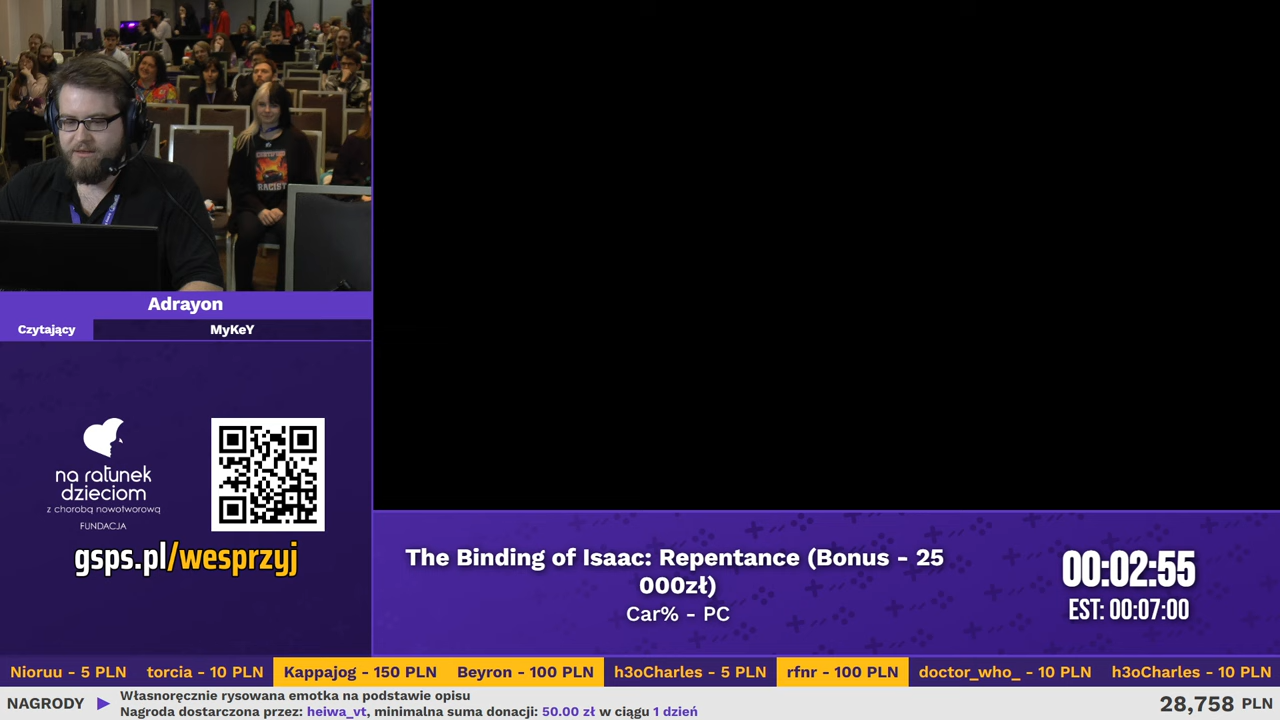 CERTIFIED
RACIST
Adrayon
Czytający
MyKeY
na ratunek
dzieciom
z chorobą nowotworową
FUNDACJA
gsps.pl/wesprzyj
The Binding of Isaac: Repentance (Bonus - 25
000zł)
Car% - PC
00:02:55
EST: 00:07:00
Nioruu - 5 PLN torcia - 10 PLN Kappajog - 150 PLN Beyron - 100 PLN h3oCharles - 5 PLN rfnr - 100 PLN doctor_who_ - 10 PLN h3oCharles - 10 PLN
NAGRODY
Własnoręcznie rysowana emotka na podstawie opisu
Nagroda dostarczona przez: heiwa_vt, minimalna suma donacji: 50.00 zł w ciągu 1 dzień
28,758 PLN